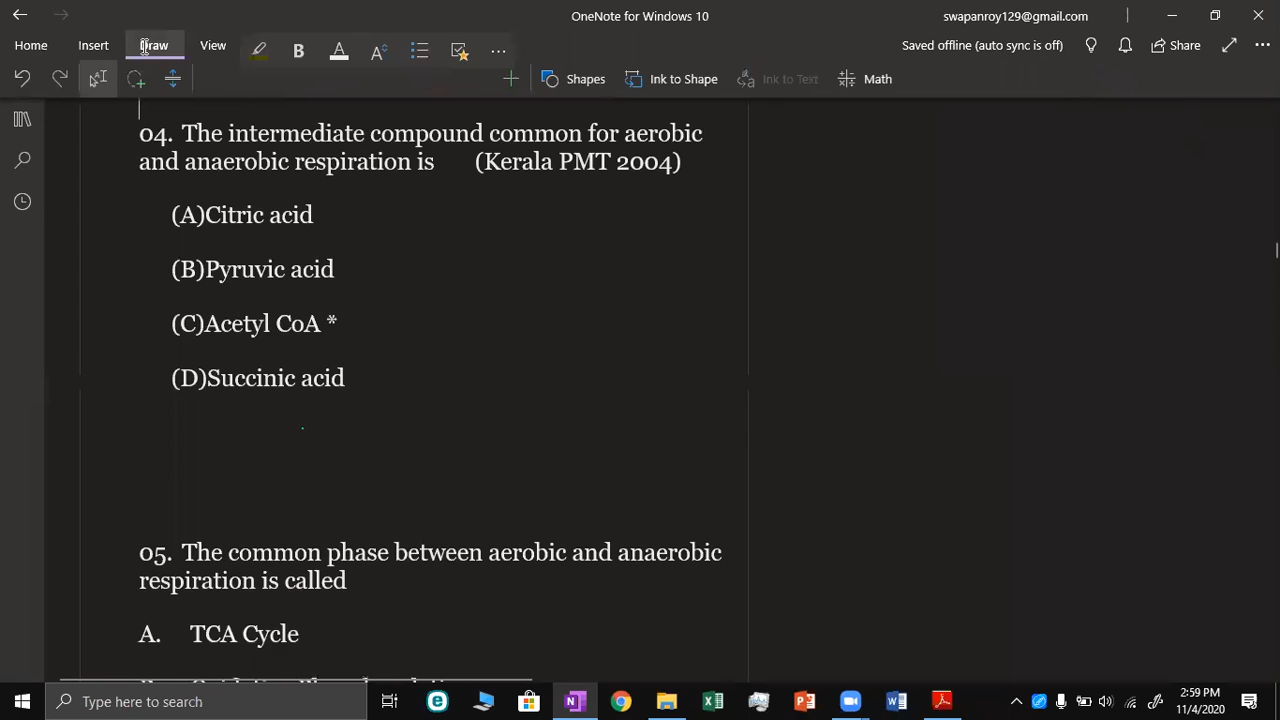 OneNote for Windows 10
swapanroy129@gmail.com
Home Insert Draw View
B A A
Saved offline (auto sync is off) Share
Shapes Ink to Shape Ink to Text Math
04. The intermediate compound common for aerobic
and anaerobic respiration is (Kerala PMT 2004)
(A)Citric acid
(B)Pyruvic acid
(C)Acetyl CoA *
(D)Succinic acid
05. The common phase between aerobic and anaerobic
respiration is called
A. TCA Cycle
Type here to search
2:59 PM
11/4/2020